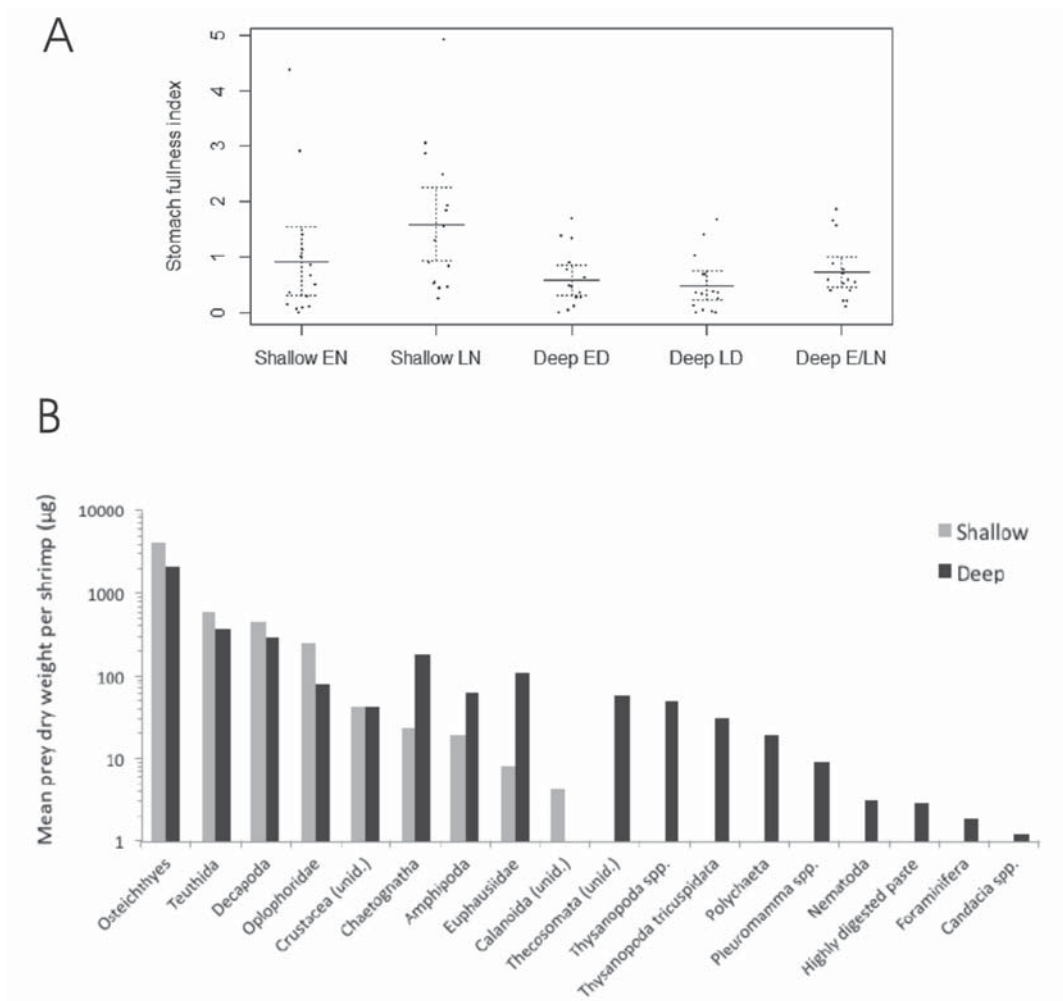 A
Stomach fullness index
5
4
3
2
1
0
Shallow EN
Shallow LN
Deep ED
Deep LD
Deep E/LN
B
Mean prey dry weight per shrimp (µg)
10000
1000
100
10
1
Shallow
Deep
Osteichthyes
Teuthida
Decapoda
Oplophoridae
Crustacea (unid.)
Chaetognatha
Amphipoda
Euphausiidae
Calanoida (unid.)
Thecosomata (unid.)
Thysanopoda spp.
Thysanopoda tricuspidata
Polychaeta
Pleuromamma spp.
Nematoda
Highly digested paste
Foraminifera
Candacia spp.